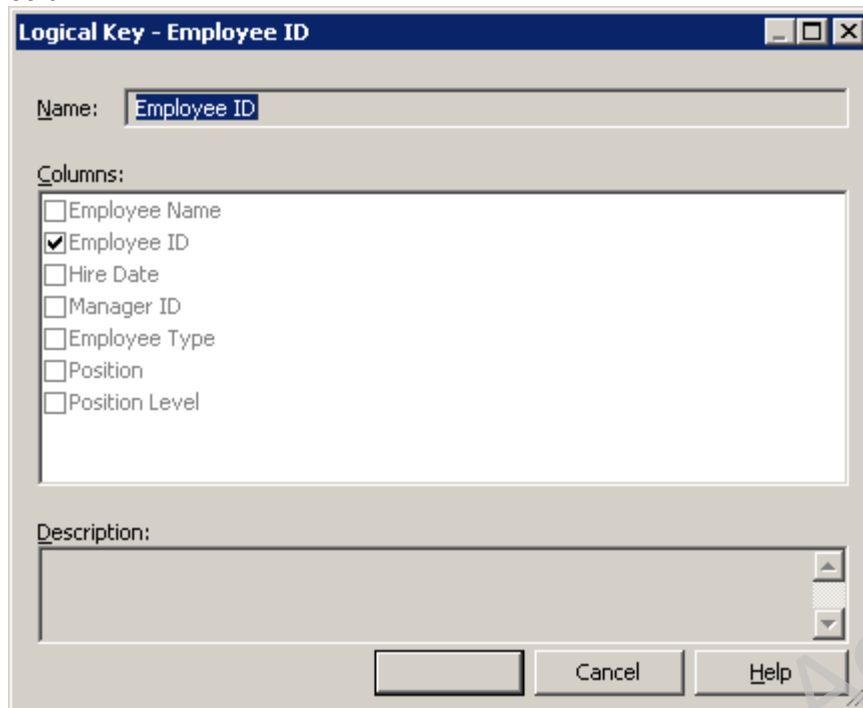 Logical Key - Employee ID
Name: Employee ID
Columns:
Employee Name
Employee ID
Hire Date
Manager ID
Employee Type
Position
Position Level
Description:
Cancel Help